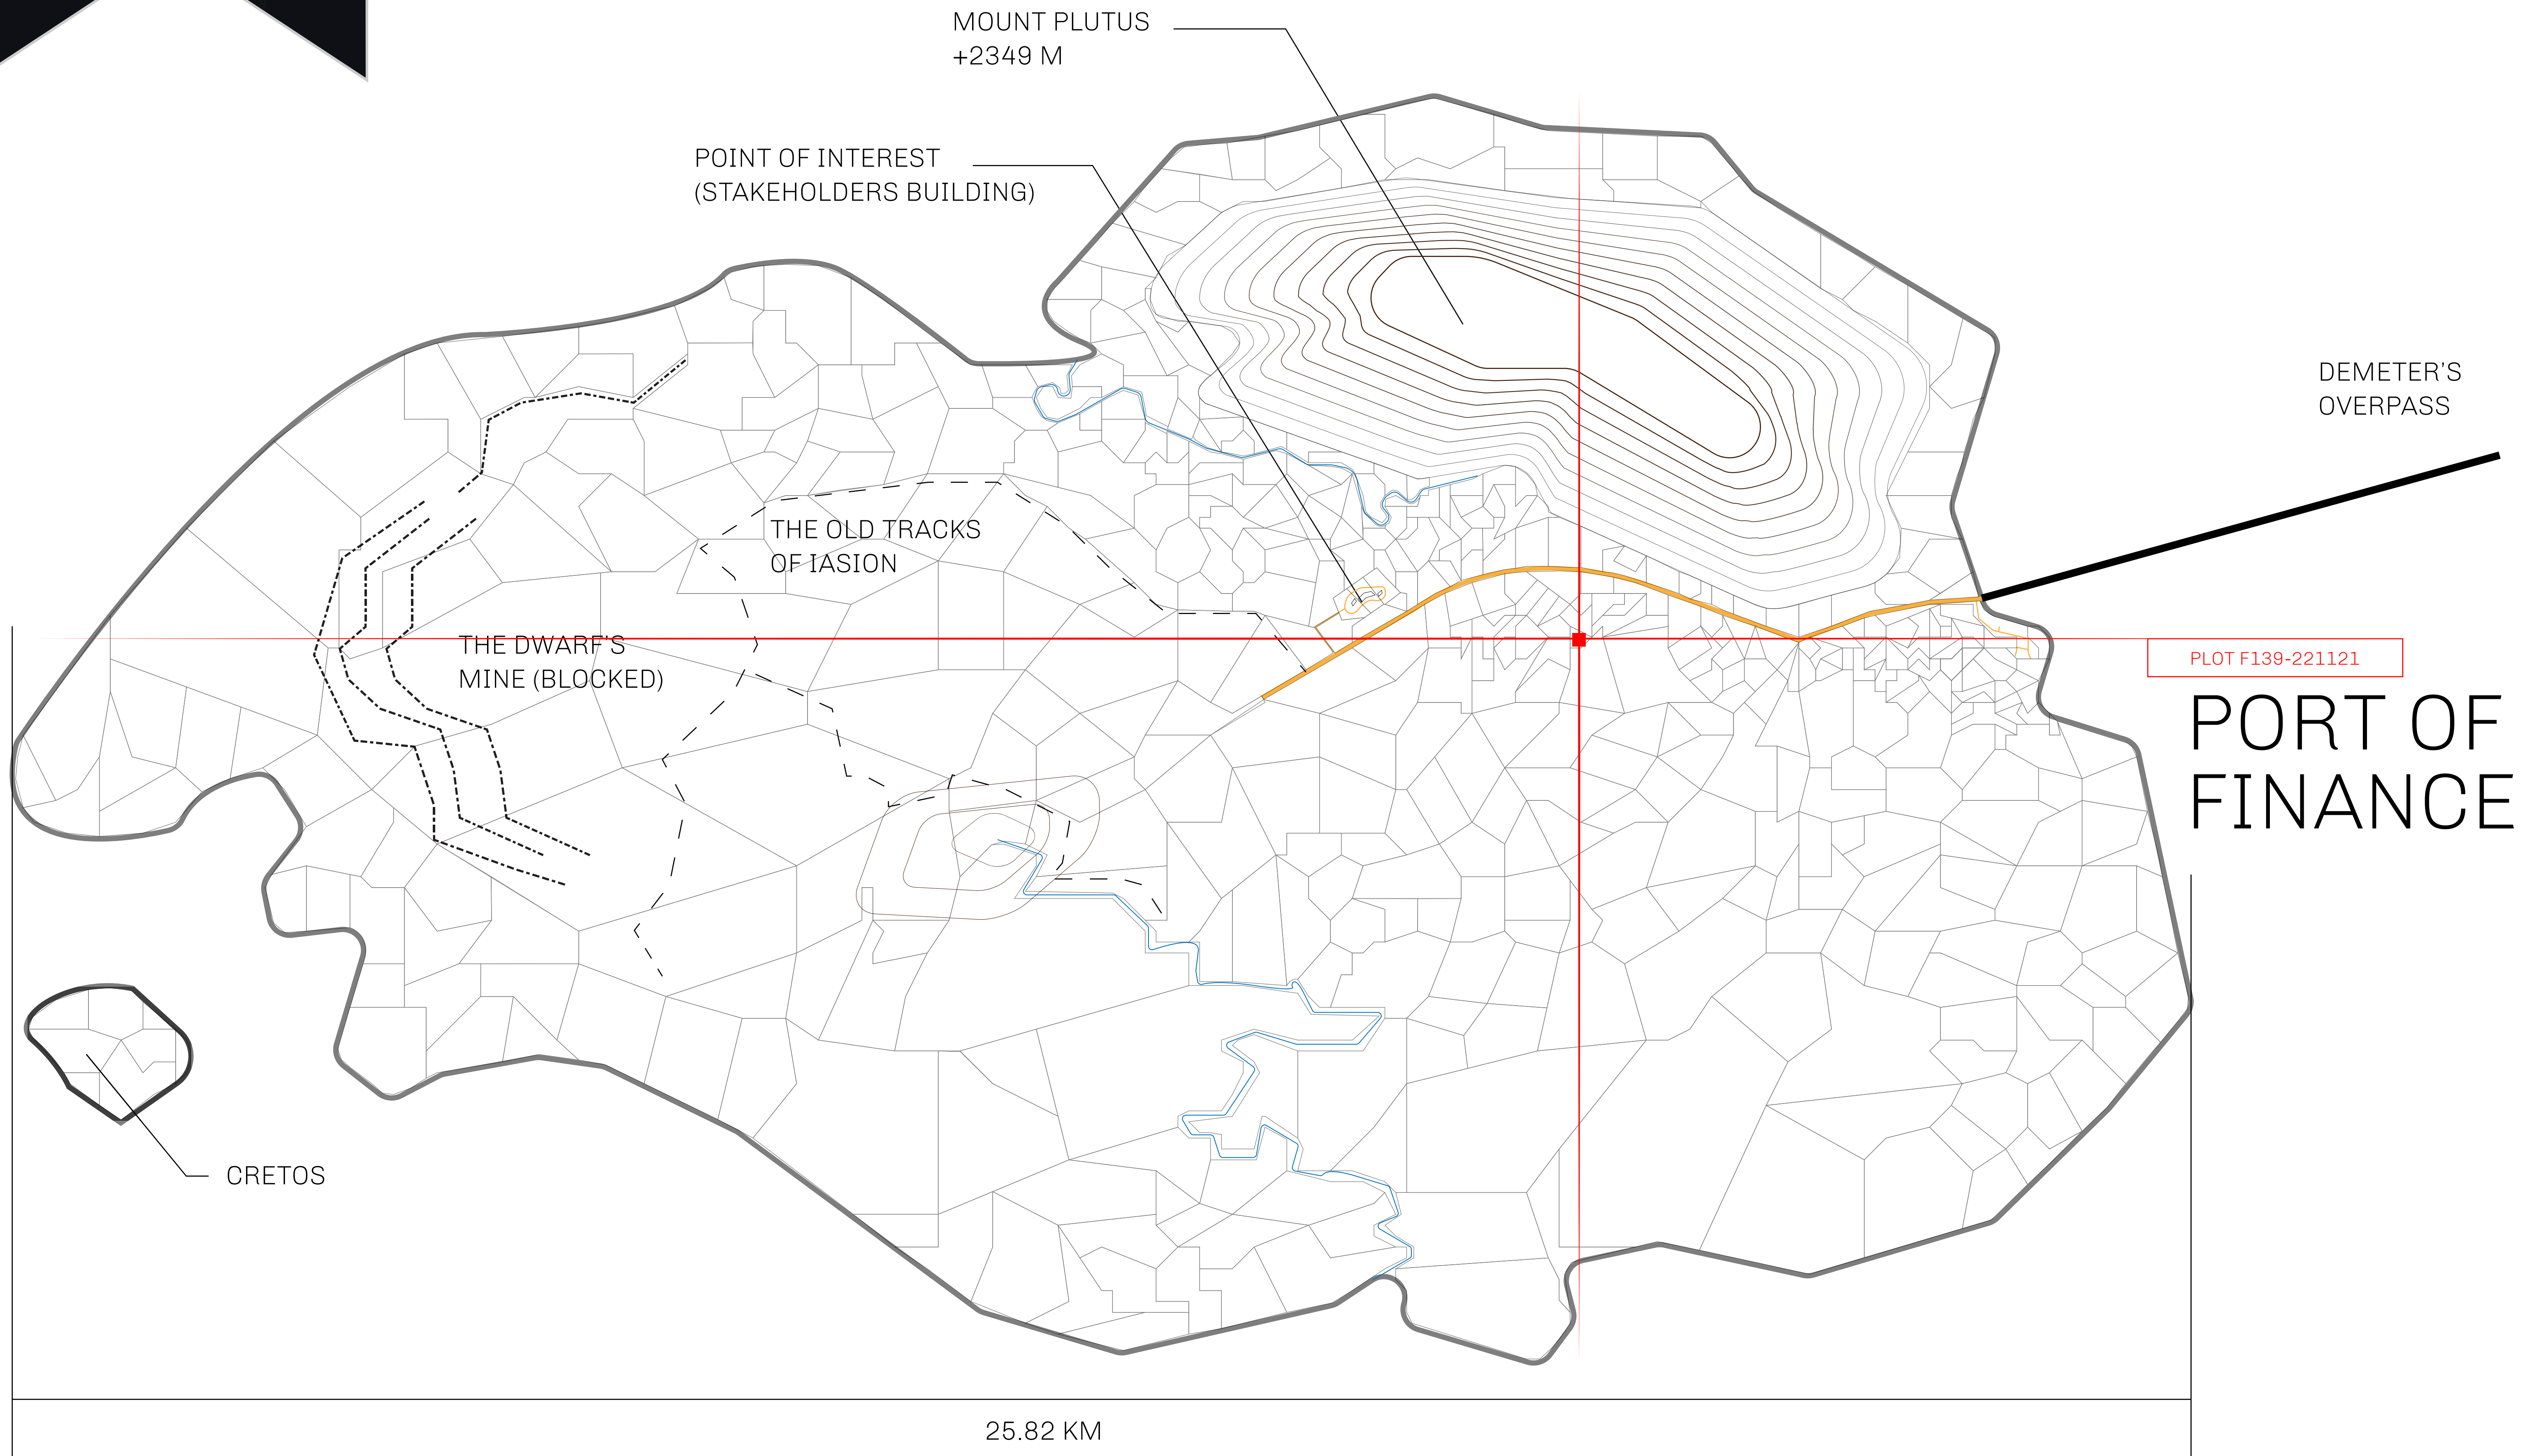 MOUNT PLUTUS
+2349 M
POINT OF INTEREST
(STAKEHOLDERS BUILDING)
DEMETER'S
OVERPASS
THE OLD TRACKS
OF IASION
THE DWARF'S
MINE (BLOCKED)
PLOT F139-221121
PORT OF
FINANCE
CRETOS
25.82 KM